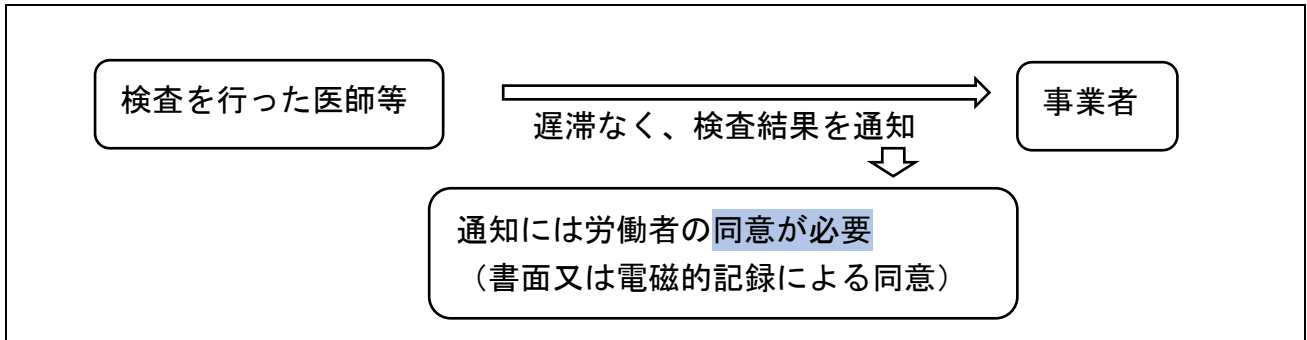 検査を行った医師等
事業者
遅滞なく、検査結果を通知
通知には労働者の同意が必要
（書面又は電磁的記録による同意）